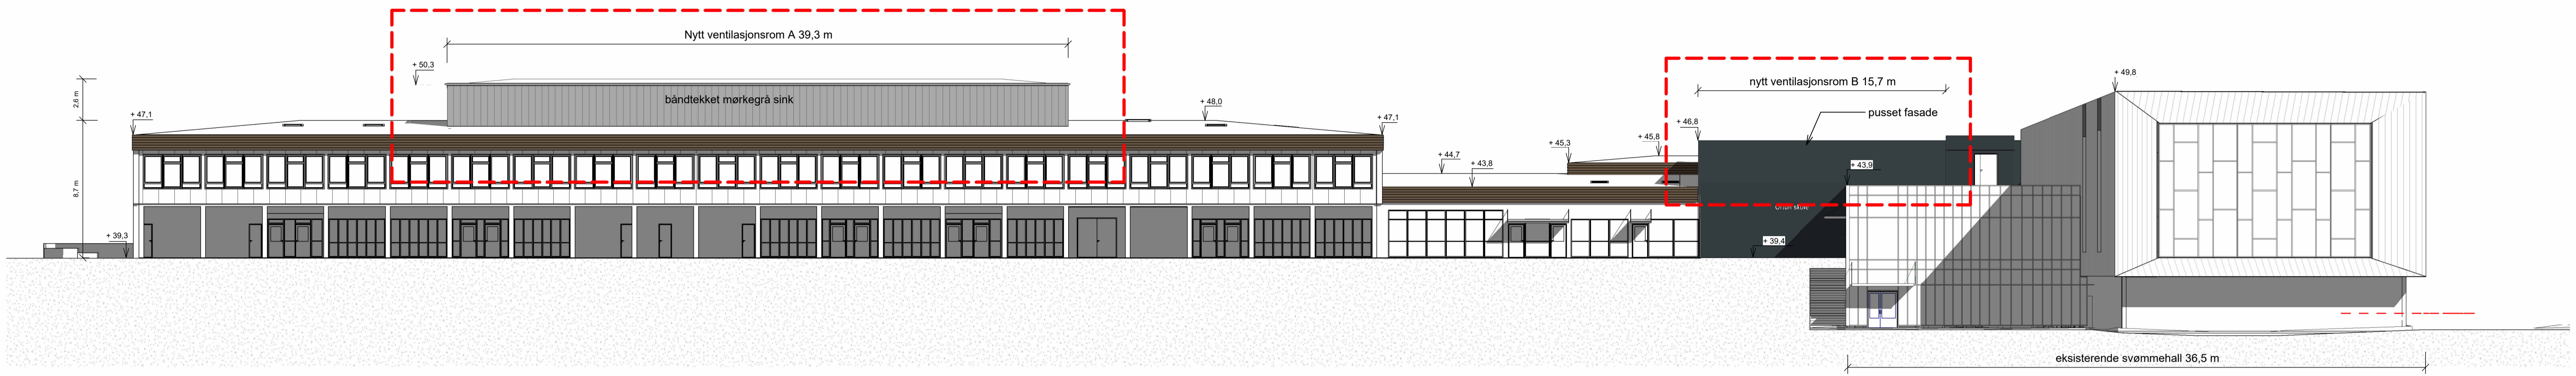 Nytt ventilasjonsrom A 39,3 m
+ 50,3
båndtekket mørkegrå sink
2,6 m
8,7 m
+ 47,1
+ 39,3
+ 48,0
+ 47,1
+ 44,7
+ 43,8
+ 45,3
+ 45,8
+ 46,8
nytt ventilasjonsrom B 15,7 m
pusset fasade
+ 43,9
skole
+ 39,4
+ 49,8
eksisterende svømmehall 36,5 m